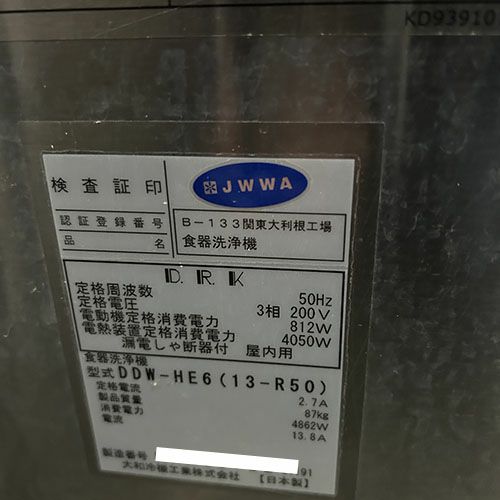 KD93910
検査証印
JWWA
認証登録番号 B-133関東大利根工場
品名 食器洗浄機
D.R.K
定格周波数 50Hz
定格電圧 3相 200V
電動機定格消費電力 812W
電熱装置定格消費電力 4050W
漏電しゃ断器付 屋内用
食器洗浄機
型式 DDW-HE6(13-R50)
定格電流 2.7A
製品質量 87kg
消費電力 4862W
電流 13.8A
製造番号 91
大和冷機工業株式会社 【日本製】